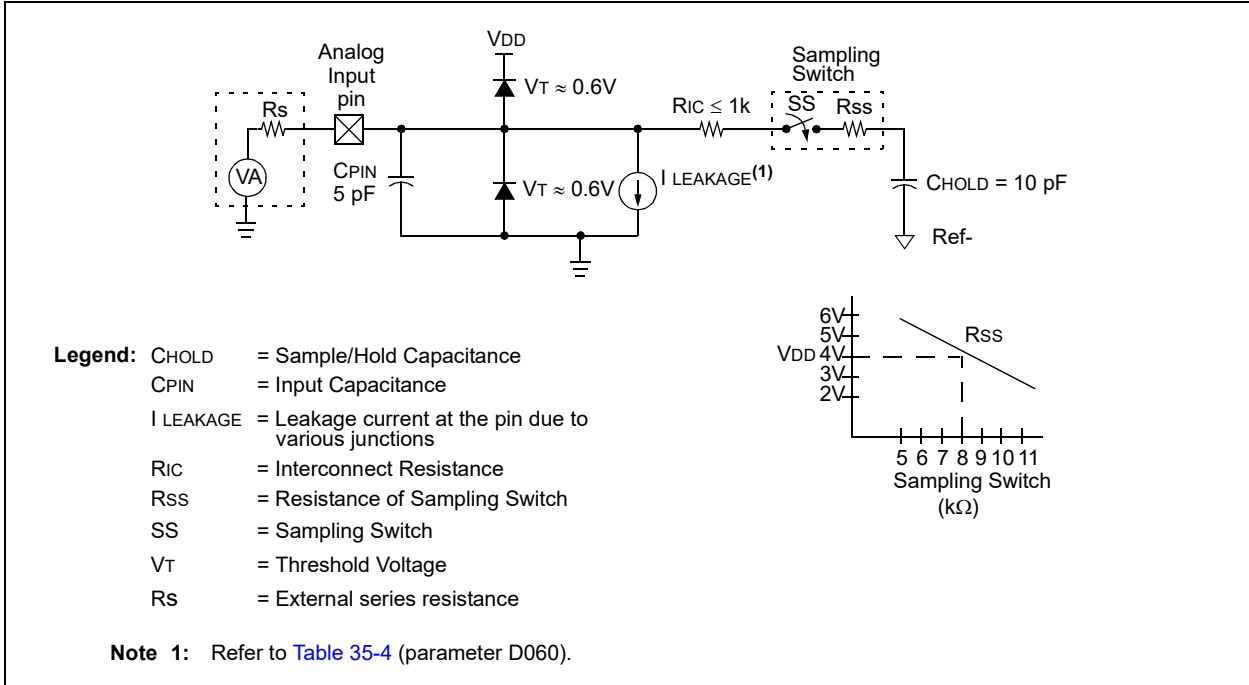 VDD
Analog
Input
pin
Sampling
Switch
VT ≈ 0.6V
Rs
RIC ≤ 1k
SS
Rss
VA
CPIN
5 pF
VT ≈ 0.6V
I LEAKAGE(1)
CHOLD = 10 pF
Ref-
6V
5V
VDD 4V
3V
2V
RSS
5 6 7 8 9 10 11
Sampling Switch
(kΩ)
Legend: CHOLD = Sample/Hold Capacitance
CPIN = Input Capacitance
I LEAKAGE = Leakage current at the pin due to
various junctions
RIC = Interconnect Resistance
RSS = Resistance of Sampling Switch
SS = Sampling Switch
VT = Threshold Voltage
Rs = External series resistance
Note 1: Refer to Table 35-4 (parameter D060).